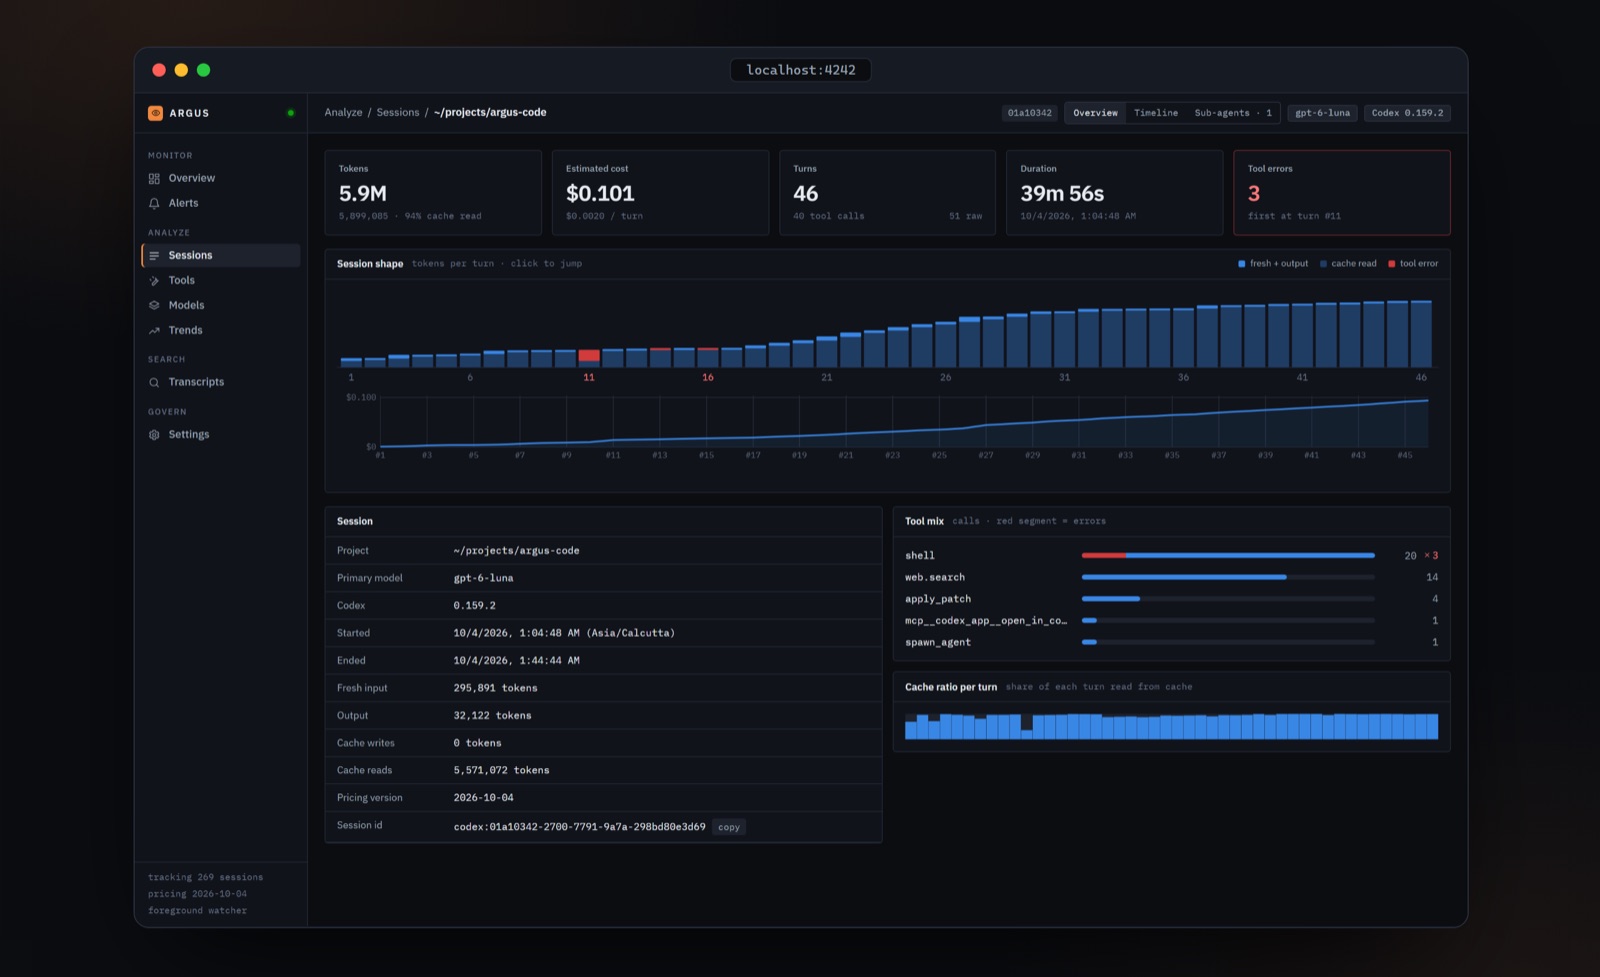 localhost:4242
ARGUS
Analyze / Sessions / ~/projects/argus-code
01a10342
Overview
Timeline
Sub-agents · 1
gpt-6-luna
Codex 0.159.2
MONITOR
Overview
Alerts
ANALYZE
Sessions
Tools
Models
Trends
SEARCH
Transcripts
GOVERN
Settings
tracking 269 sessions
pricing 2026-10-04
foreground watcher
Tokens
5.9M
5,899,085 · 94% cache read
Estimated cost
$0.101
$0.0020 / turn
Turns
46
40 tool calls
51 raw
Duration
39m 56s
10/4/2026, 1:04:48 AM
Tool errors
3
first at turn #11
Session shape tokens per turn · click to jump
fresh + output
cache read
tool error
1 6 11 16 21 26 31 36 41 46
$0.100
$0
#1 #3 #5 #7 #9 #11 #13 #15 #17 #19 #21 #23 #25 #27 #29 #31 #33 #35 #37 #39 #41 #43 #45
Session
Project ~/projects/argus-code
Primary model gpt-6-luna
Codex 0.159.2
Started 10/4/2026, 1:04:48 AM (Asia/Calcutta)
Ended 10/4/2026, 1:44:44 AM
Fresh input 295,891 tokens
Output 32,122 tokens
Cache writes 0 tokens
Cache reads 5,571,072 tokens
Pricing version 2026-10-04
Session id codex:01a10342-2700-7791-9a7a-298bd80e3d69 copy
Tool mix calls · red segment = errors
shell 20 ×3
web.search 14
apply_patch 4
mcp__codex_app__open_in_co… 1
spawn_agent 1
Cache ratio per turn share of each turn read from cache